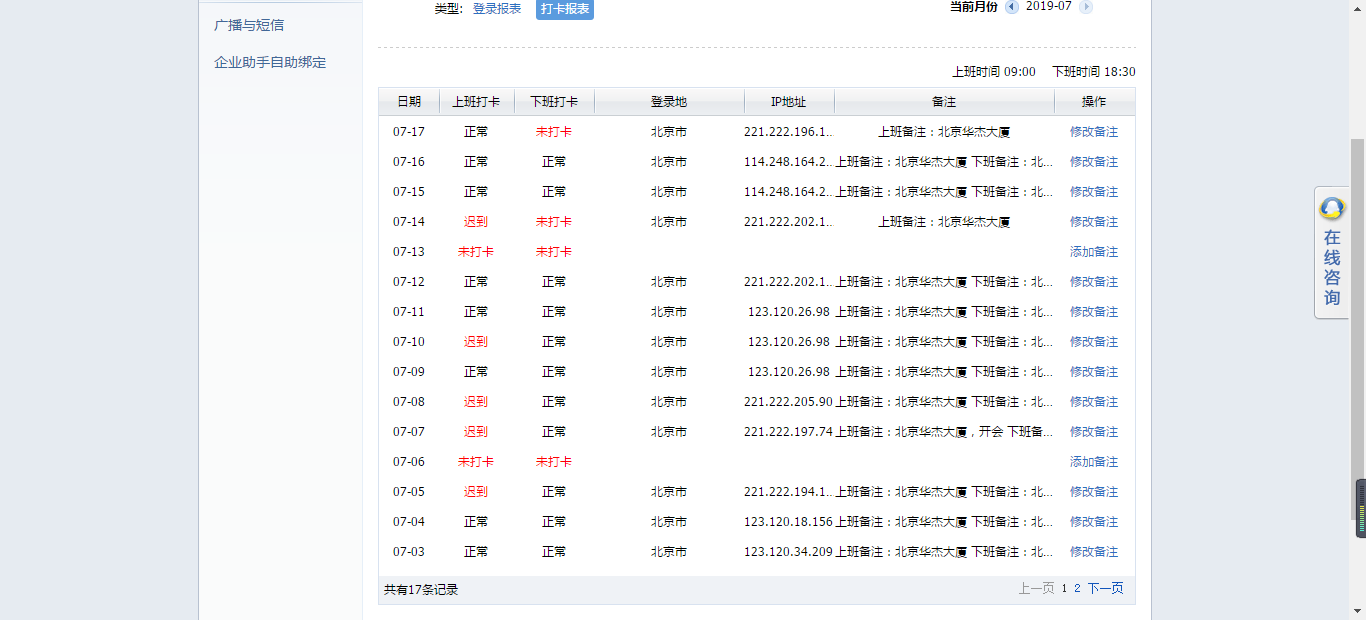 广播与短信
企业助手自助绑定
类型: 登录报表 打卡报表
当前月份 2019-07
上班时间 09:00 下班时间 18:30
日期 上班打卡 下班打卡 登录地 IP地址 备注 操作
07-17 正常 未打卡 北京市 221.222.196.1... 上班备注：北京华杰大厦 修改备注
07-16 正常 正常 北京市 114.248.164.2... 上班备注：北京华杰大厦 下班备注：北... 修改备注
07-15 正常 正常 北京市 114.248.164.2... 上班备注：北京华杰大厦 下班备注：北... 修改备注
07-14 迟到 未打卡 北京市 221.222.202.1... 上班备注：北京华杰大厦 修改备注
07-13 未打卡 未打卡 添加备注
07-12 正常 正常 北京市 221.222.202.1... 上班备注：北京华杰大厦 下班备注：北... 修改备注
07-11 正常 正常 北京市 123.120.26.98 上班备注：北京华杰大厦 下班备注：北... 修改备注
07-10 迟到 正常 北京市 123.120.26.98 上班备注：北京华杰大厦 下班备注：北... 修改备注
07-09 正常 正常 北京市 123.120.26.98 上班备注：北京华杰大厦 下班备注：北... 修改备注
07-08 迟到 正常 北京市 221.222.205.90 上班备注：北京华杰大厦 下班备注：北... 修改备注
07-07 迟到 正常 北京市 221.222.197.74 上班备注：北京华杰大厦，开会 下班备... 修改备注
07-06 未打卡 未打卡 添加备注
07-05 迟到 正常 北京市 221.222.194.1... 上班备注：北京华杰大厦 下班备注：北... 修改备注
07-04 正常 正常 北京市 123.120.18.156 上班备注：北京华杰大厦 下班备注：北... 修改备注
07-03 正常 正常 北京市 123.120.34.209 上班备注：北京华杰大厦 下班备注：北... 修改备注
共有17条记录 上一页 1 2 下一页
在线咨询